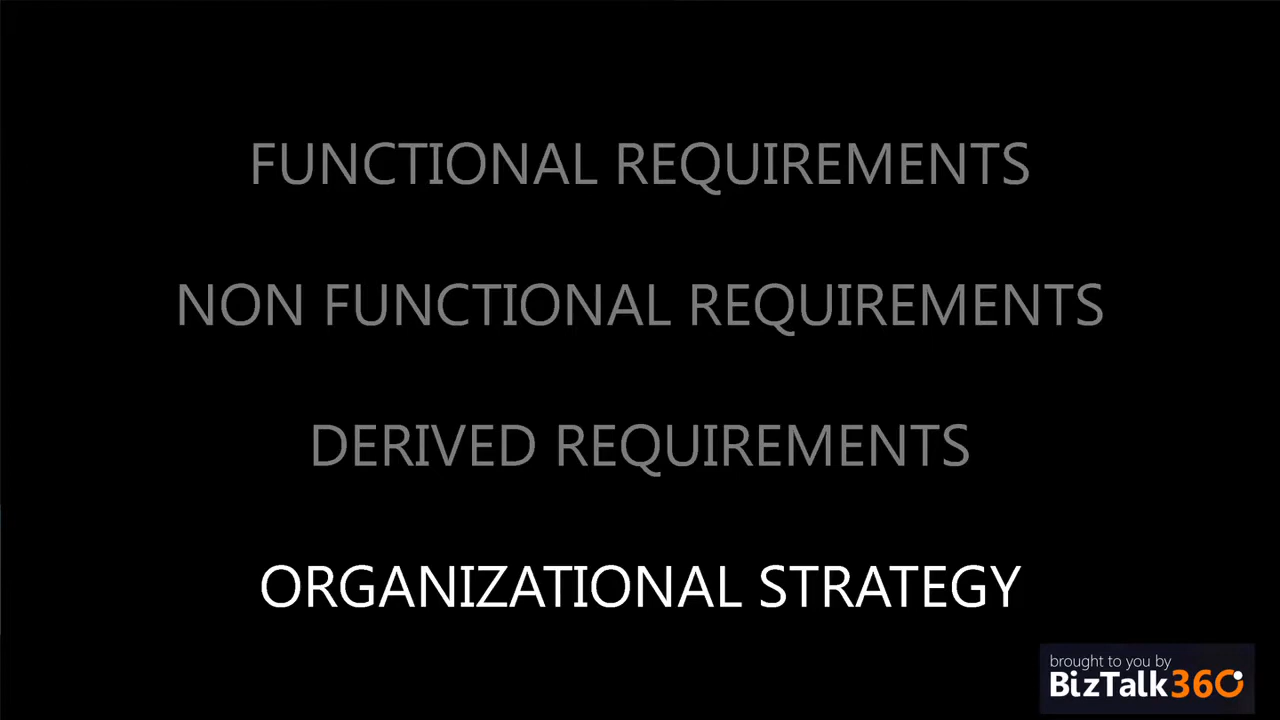 FUNCTIONAL REQUIREMENTS
NON FUNCTIONAL REQUIREMENTS
DERIVED REQUIREMENTS
ORGANIZATIONAL STRATEGY
brought to you by
BizTalk360